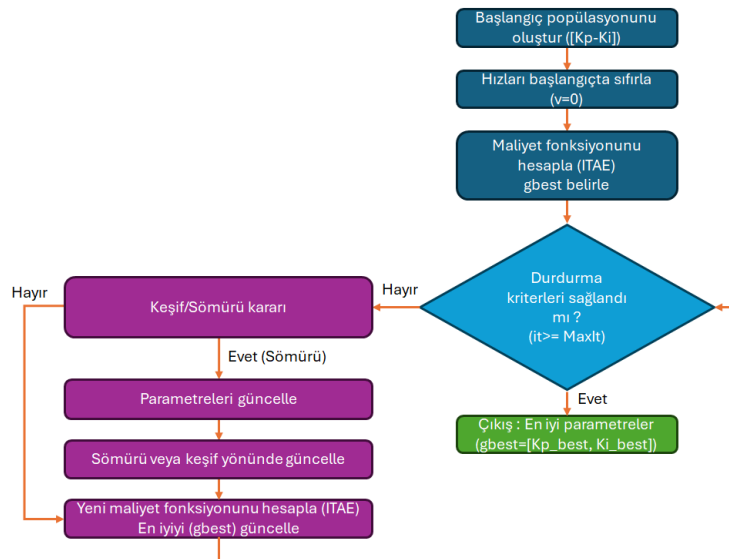 Başlangıç popülasyonunu
oluştur ([Kp-Ki])
Hızları başlangıçta sıfırla
(v=0)
Maliyet fonksiyonunu
hesapla (ITAE)
gbest belirle
Durdurma
kriterleri sağlandı
mı ?
(it>= MaxIt)
Hayır
Evet
Çıkış : En iyi parametreler
(gbest=[Kp_best, Ki_best])
Keşif/Sömürü kararı
Hayır
Evet (Sömürü)
Parametreleri güncelle
Sömürü veya keşif yönünde güncelle
Yeni maliyet fonksiyonunu hesapla (ITAE)
En iyiyi (gbest) güncelle